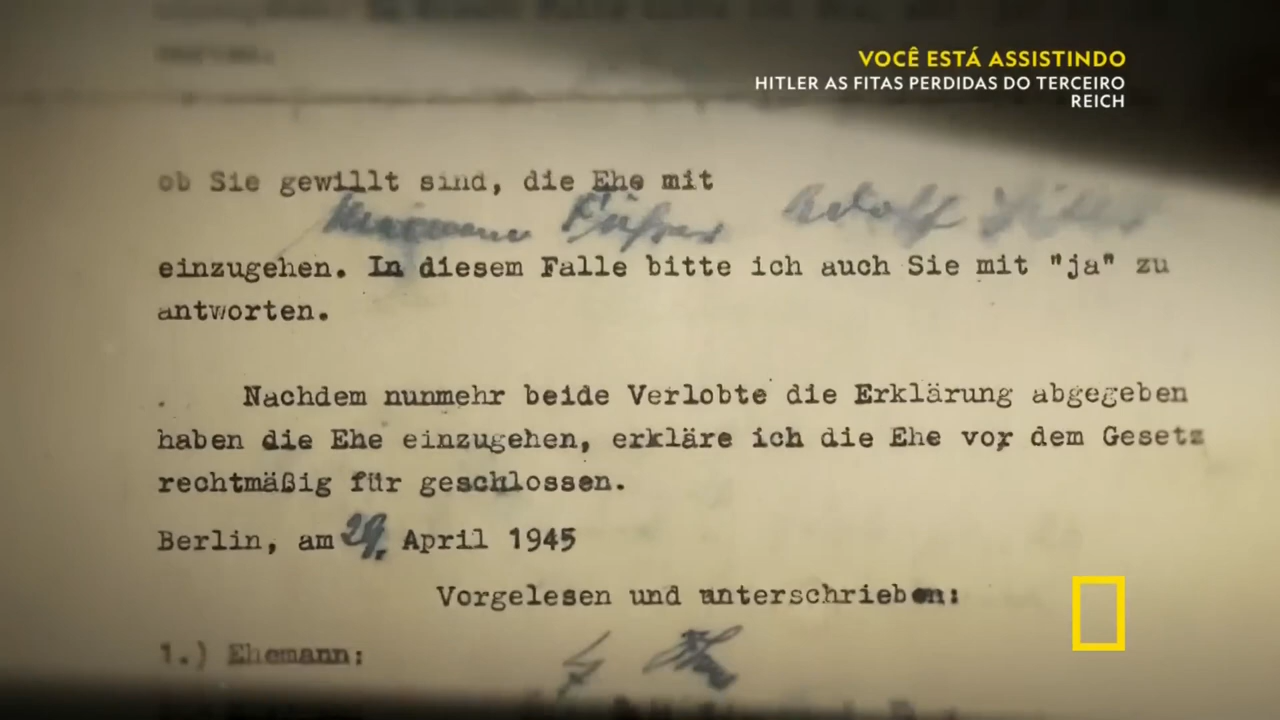 VOCÊ ESTÁ ASSISTINDO
HITLER AS FITAS PERDIDAS DO TERCEIRO
REICH
ob Sie gewillt sind, die Ehe mit
Führer Adolf Hitler
einzugehen. In diesem Falle bitte ich auch Sie mit "ja" zu
antworten.
Nachdem nunmehr beide Verlobte die Erklärung abgegeben
haben die Ehe einzugehen, erkläre ich die Ehe vor dem Gesetz
rechtmäßig für geschlossen.
Berlin, am 29. April 1945
Vorgelesen und unterschrieben:
1.) Ehemann: